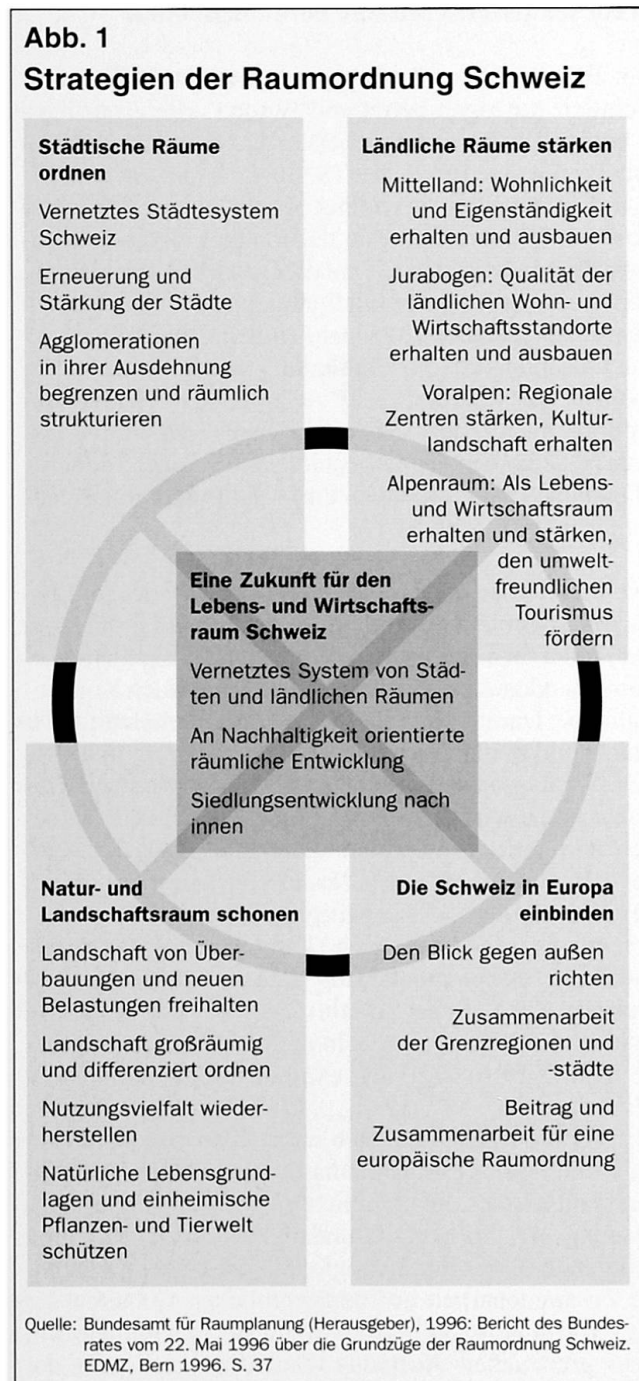 Abb. 1
Strategien der Raumordnung Schweiz
Städtische Räume
ordnen
Vernetztes Städtesystem
Schweiz
Erneuerung und
Stärkung der Städte
Agglomerationen
in ihrer Ausdehnung
begrenzen und räumlich
strukturieren
Ländliche Räume stärken
Mittelland: Wohnlichkeit
und Eigenständigkeit
erhalten und ausbauen
Jurabogen: Qualität der
ländlichen Wohn- und
Wirtschaftsstandorte
erhalten und ausbauen
Voralpen: Regionale
Zentren stärken, Kultur-
landschaft erhalten
Alpenraum: Als Lebens-
und Wirtschaftsraum
erhalten und stärken,
den umwelt-
freundlichen
Tourismus
fördern
Eine Zukunft für den
Lebens- und Wirtschafts-
raum Schweiz
Vernetztes System von Städ-
ten und ländlichen Räumen
An Nachhaltigkeit orientierte
räumliche Entwicklung
Siedlungsentwicklung nach
innen
Natur- und
Landschaftsraum schonen
Landschaft von Über-
bauungen und neuen
Belastungen freihalten
Landschaft großräumig
und differenziert ordnen
Nutzungsvielfalt wieder-
herstellen
Natürliche Lebensgrund-
lagen und einheimische
Pflanzen- und Tierwelt
schützen
Die Schweiz in Europa
einbinden
Den Blick gegen außen
richten
Zusammenarbeit
der Grenzregionen und
-städte
Beitrag und
Zusammenarbeit für eine
europäische Raumordnung
Quelle: Bundesamt für Raumplanung (Herausgeber), 1996: Bericht des Bundes-
rates vom 22. Mai 1996 über die Grundzüge der Raumordnung Schweiz.
EDMZ, Bern 1996. S. 37